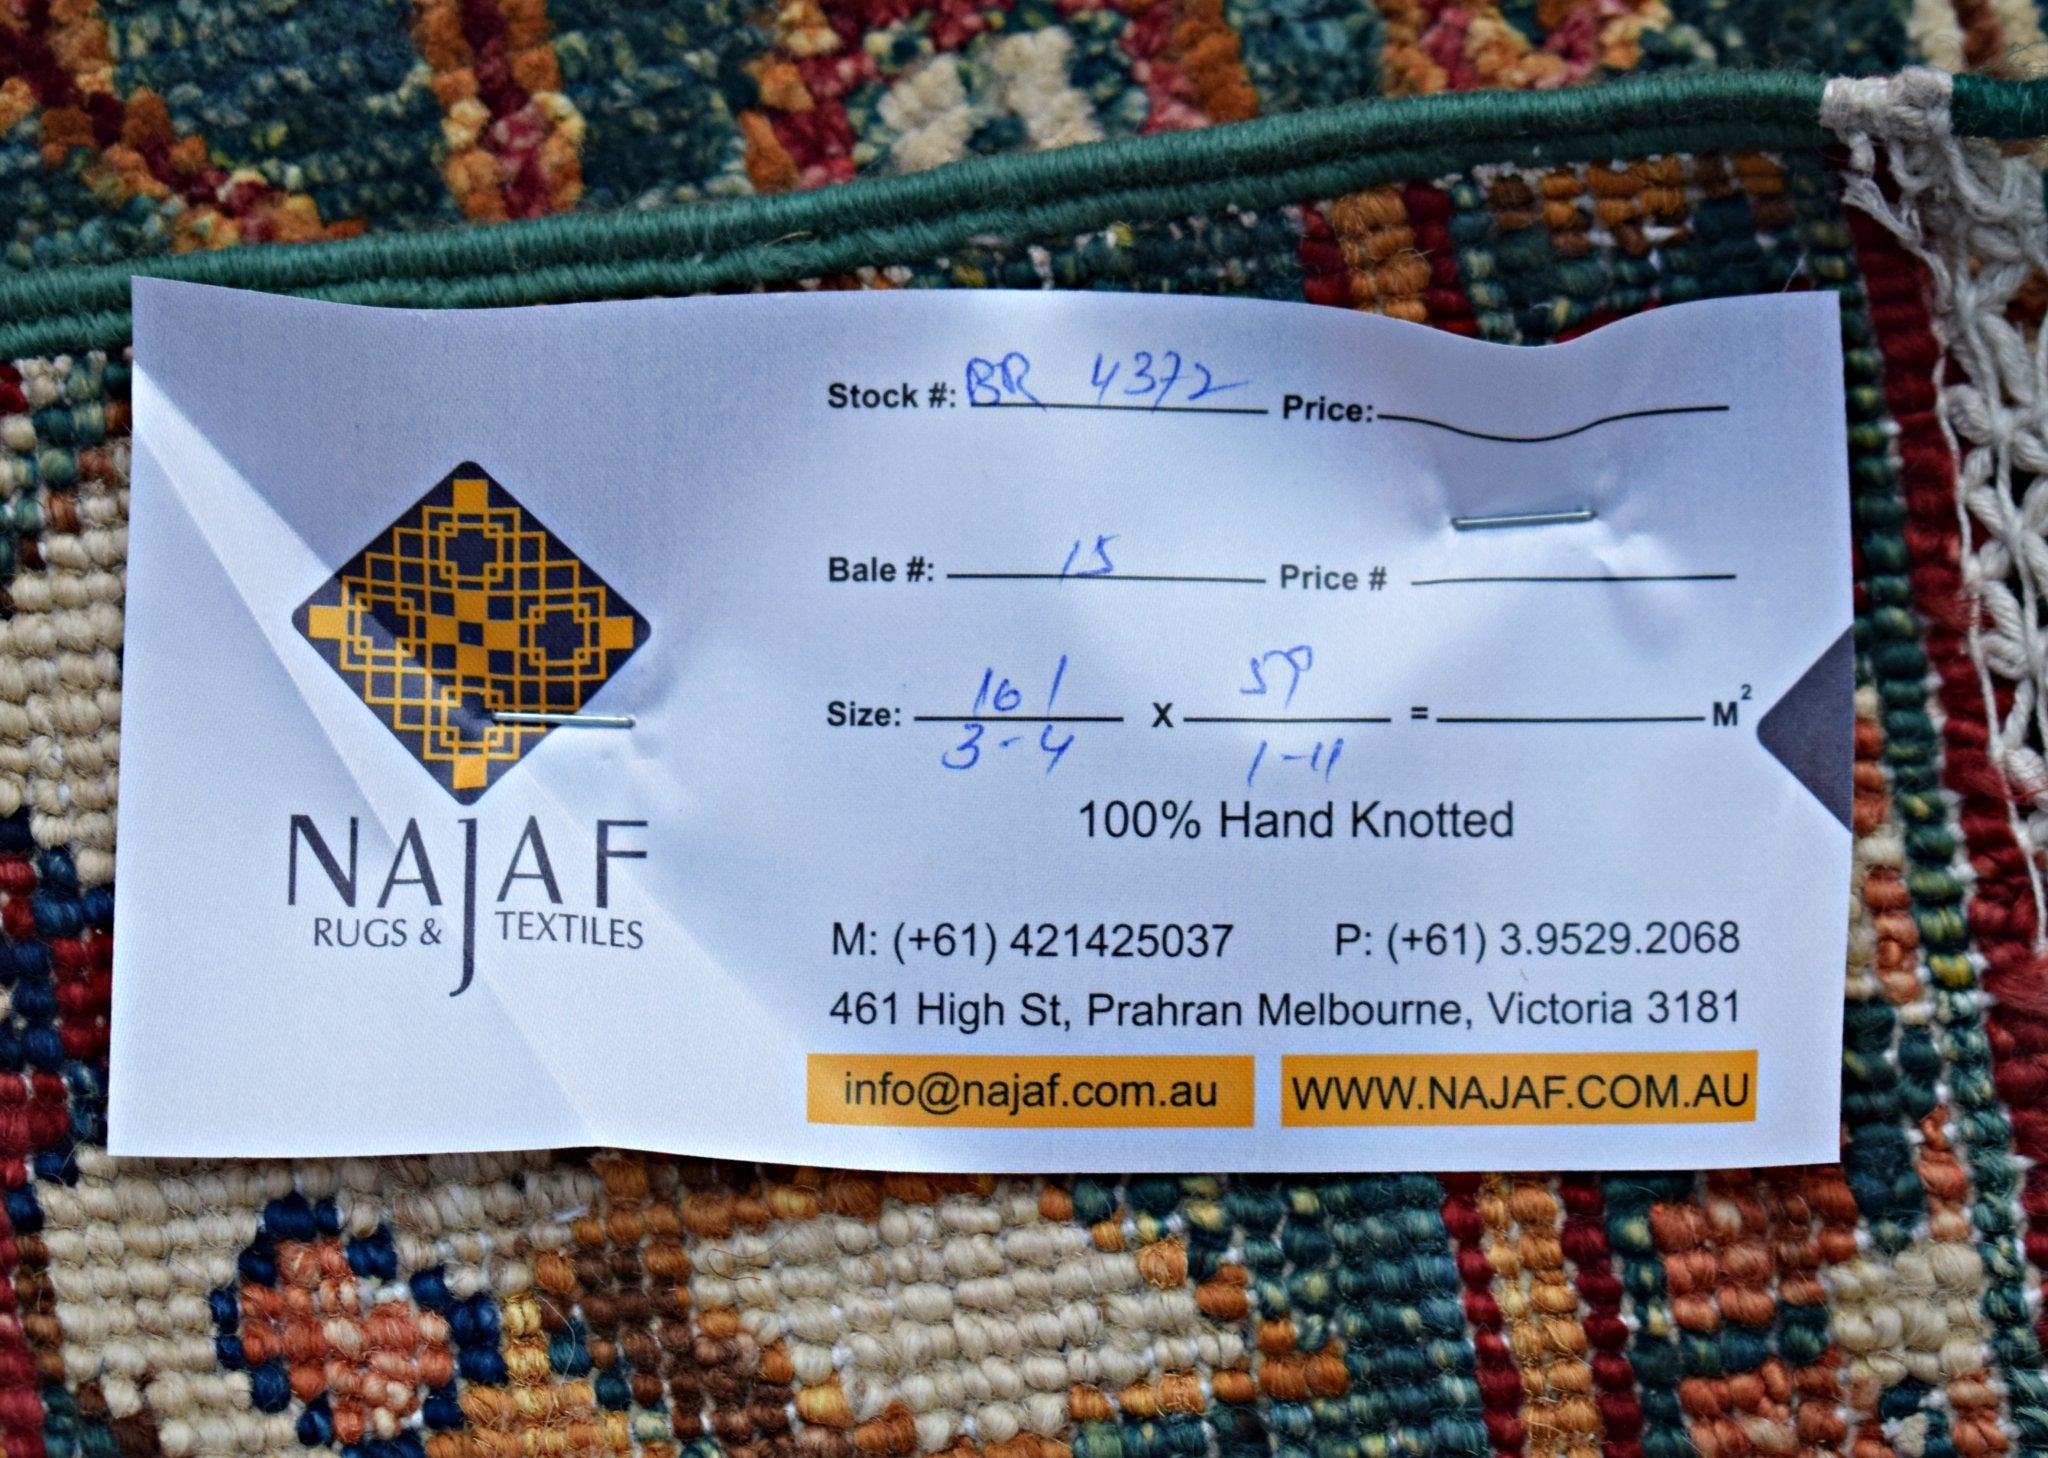 Stock #: BR 4372 Price:
Bale #: 15 Price #
Size: 161 X 59 = M²
3-4 1-11
100% Hand Knotted
NAJAF
RUGS & TEXTILES
M: (+61) 421425037 P: (+61) 3.9529.2068
461 High St, Prahran Melbourne, Victoria 3181
info@najaf.com.au WWW.NAJAF.COM.AU